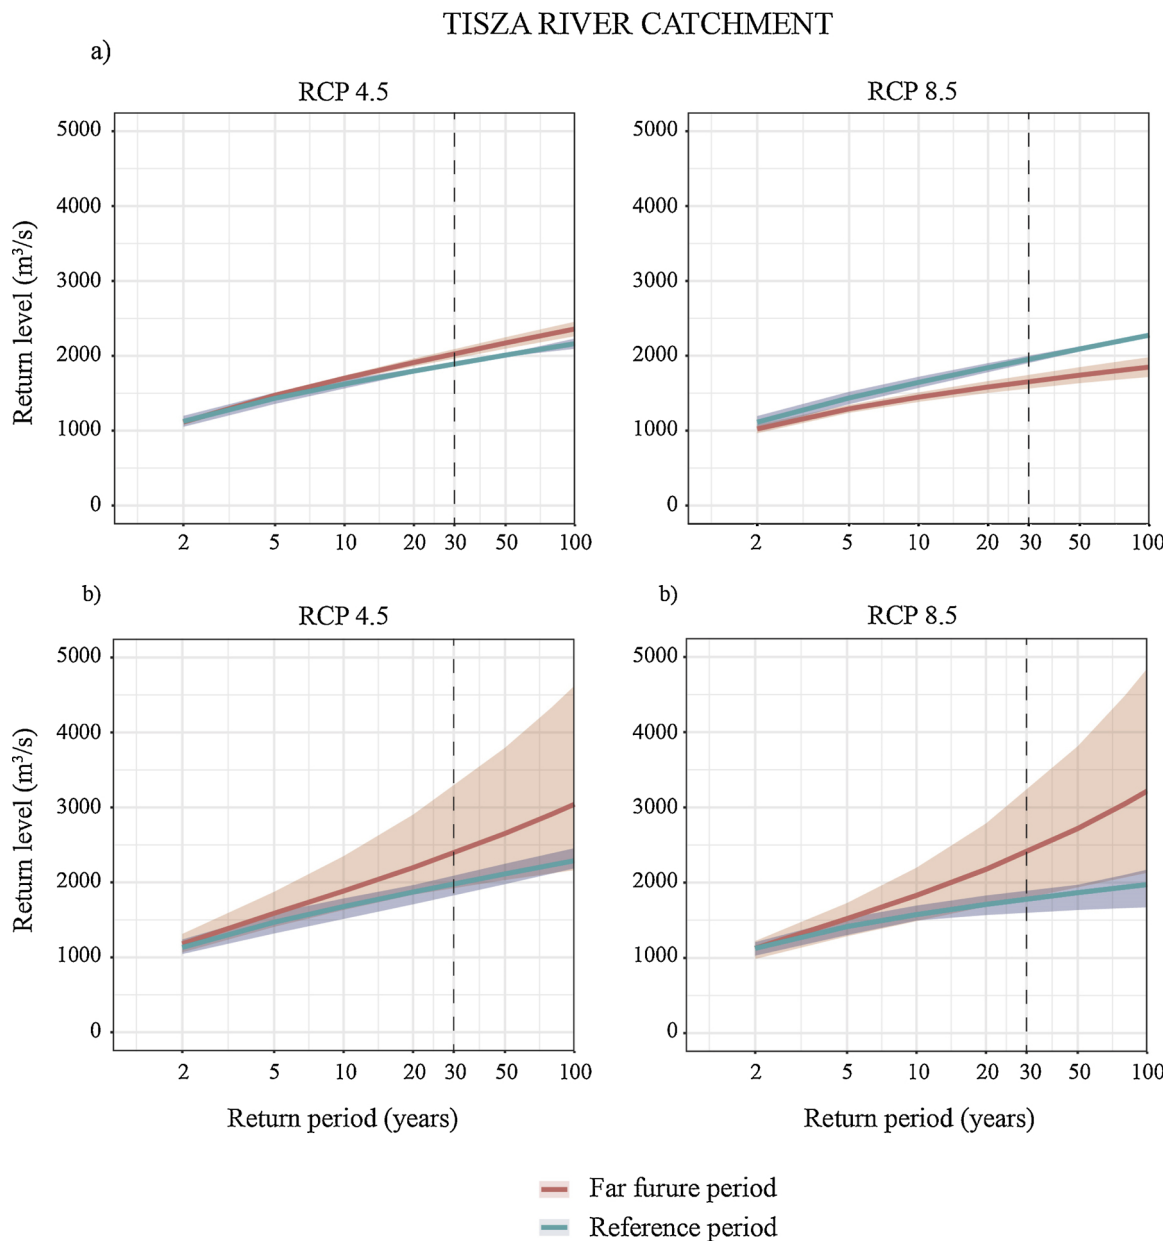 TISZA RIVER CATCHMENT
a)
RCP 4.5
RCP 8.5
Return level (m³/s)
5000
4000
3000
2000
1000
0
2 5 10 20 30 50 100
5000
4000
3000
2000
1000
0
2 5 10 20 30 50 100
b)
RCP 4.5
b)
RCP 8.5
Return level (m³/s)
5000
4000
3000
2000
1000
0
2 5 10 20 30 50 100
Return period (years)
5000
4000
3000
2000
1000
0
2 5 10 20 30 50 100
Return period (years)
Far furure period
Reference period